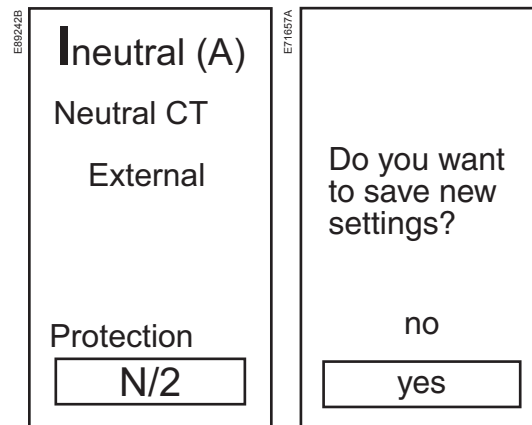 E89242B
Ineutral (A)
Neutral CT
External
Protection
N/2
E71657A
Do you want
to save new
settings?
no
yes